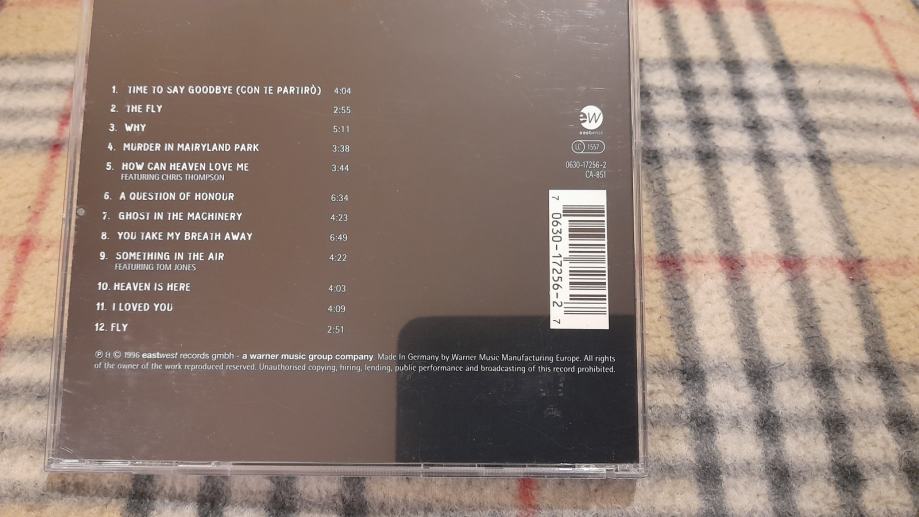 1. TIME TO SAY GOODBYE (CON TE PARTIRÒ) 4:04
2. THE FLY 2:55
3. WHY 5:11
4. MURDER IN MAIRYLAND PARK 3:38
5. HOW CAN HEAVEN LOVE ME 3:44
FEATURING CHRIS THOMPSON
6. A QUESTION OF HONOUR 6:34
7. GHOST IN THE MACHINERY 4:23
8. YOU TAKE MY BREATH AWAY 6:49
9. SOMETHING IN THE AIR 4:22
FEATURING TOM JONES
10. HEAVEN IS HERE 4:03
11. I LOVED YOU 4:09
12. FLY 2:51
ew
eastwest
LC 1557
0630-17256-2
CA-851
7 0630-17256-2 7
℗ & © 1996 eastwest records gmbh - a warner music group company. Made In Germany by Warner Music Manufacturing Europe. All rights
of the owner of the work reproduced reserved. Unauthorised copying, hiring, lending, public performance and broadcasting of this record prohibited.